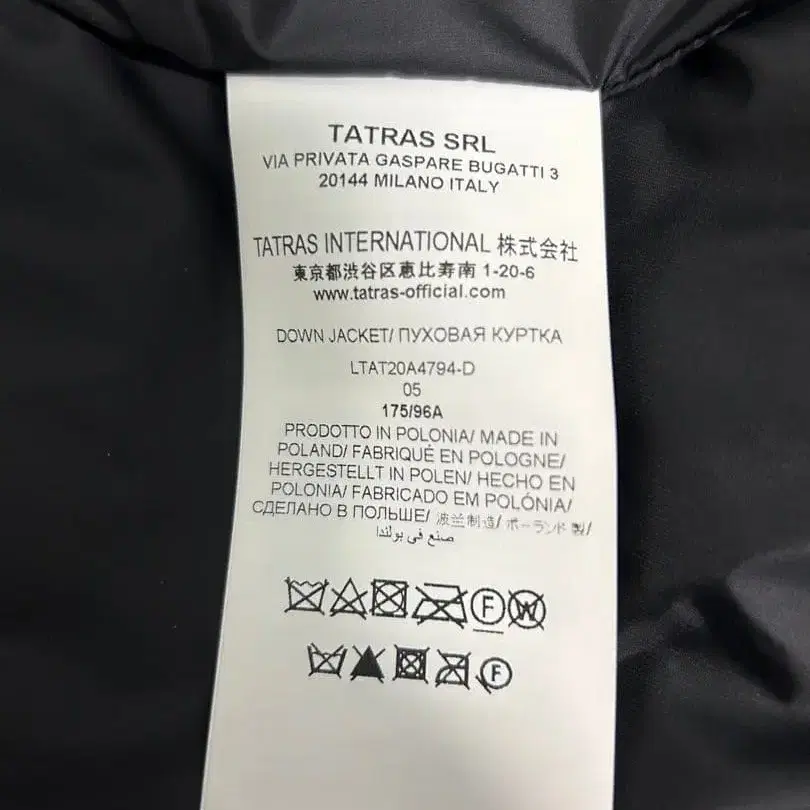 TATRAS SRL
VIA PRIVATA GASPARE BUGATTI 3
20144 MILANO ITALY
TATRAS INTERNATIONAL 株式会社
東京都渋谷区恵比寿南 1-20-6
www.tatras-official.com
DOWN JACKET/ ПУХОВАЯ КУРТКА
LTAT20A4794-D
05
175/96A
PRODOTTO IN POLONIA/ MADE IN
POLAND/ FABRIQUÉ EN POLOGNE/
HERGESTELLT IN POLEN/ HECHO EN
POLONIA/ FABRICADO EM POLÓNIA/
СДЕЛАНО В ПОЛЬШЕ/ 波兰制造/ ポーランド製/
صنع في بولندا
F W
F